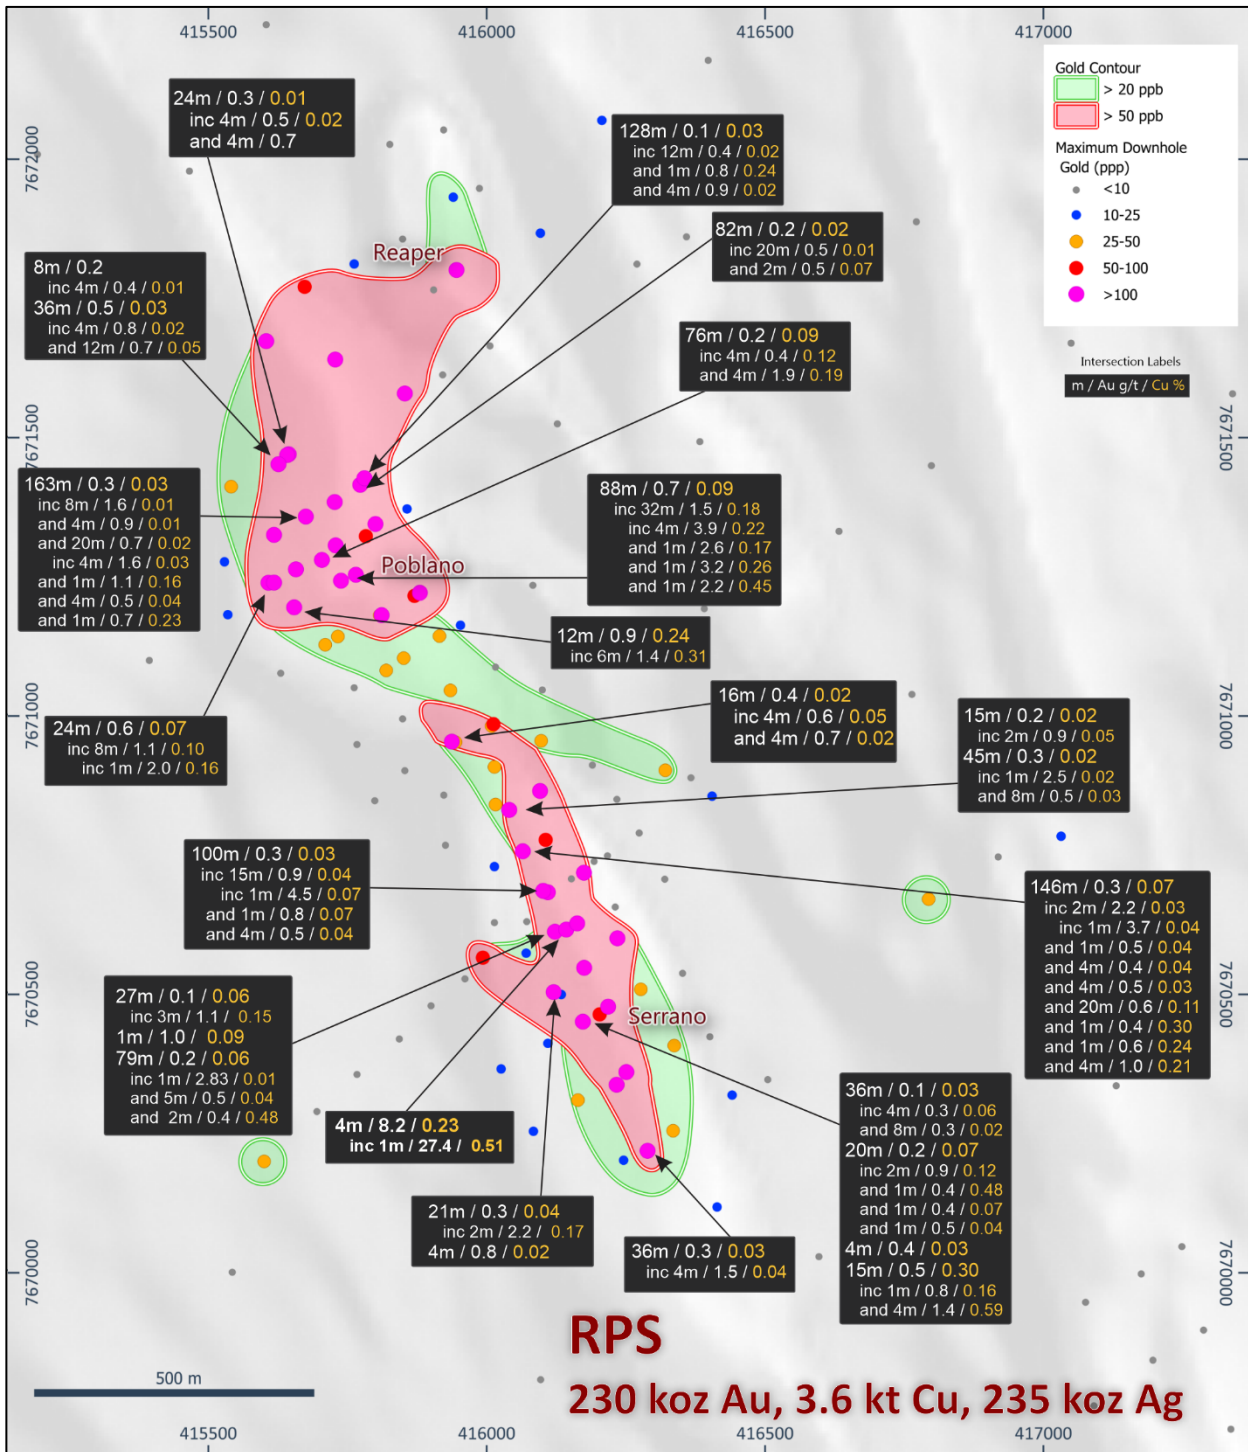 415500 416000 416500 417000
7672000
7671500
7671000
7670500
7670000
7671500
7671000
7670500
7670000
Gold Contour
> 20 ppb
> 50 ppb
Maximum Downhole
Gold (ppp)
<10
10-25
25-50
50-100
>100
Intersection Labels
m / Au g/t / Cu %
24m / 0.3 / 0.01
inc 4m / 0.5 / 0.02
and 4m / 0.7
128m / 0.1 / 0.03
inc 12m / 0.4 / 0.02
and 1m / 0.8 / 0.24
and 4m / 0.9 / 0.02
82m / 0.2 / 0.02
inc 20m / 0.5 / 0.01
and 2m / 0.5 / 0.07
Reaper
8m / 0.2
inc 4m / 0.4 / 0.01
36m / 0.5 / 0.03
inc 4m / 0.8 / 0.02
and 12m / 0.7 / 0.05
76m / 0.2 / 0.09
inc 4m / 0.4 / 0.12
and 4m / 1.9 / 0.19
163m / 0.3 / 0.03
inc 8m / 1.6 / 0.01
and 4m / 0.9 / 0.01
and 20m / 0.7 / 0.02
inc 4m / 1.6 / 0.03
and 1m / 1.1 / 0.16
and 4m / 0.5 / 0.04
and 1m / 0.7 / 0.23
88m / 0.7 / 0.09
inc 32m / 1.5 / 0.18
inc 4m / 3.9 / 0.22
and 1m / 2.6 / 0.17
and 1m / 3.2 / 0.26
and 1m / 2.2 / 0.45
Poblano
12m / 0.9 / 0.24
inc 6m / 1.4 / 0.31
24m / 0.6 / 0.07
inc 8m / 1.1 / 0.10
inc 1m / 2.0 / 0.16
16m / 0.4 / 0.02
inc 4m / 0.6 / 0.05
and 4m / 0.7 / 0.02
15m / 0.2 / 0.02
inc 2m / 0.9 / 0.05
45m / 0.3 / 0.02
inc 1m / 2.5 / 0.02
and 8m / 0.5 / 0.03
100m / 0.3 / 0.03
inc 15m / 0.9 / 0.04
inc 1m / 4.5 / 0.07
and 1m / 0.8 / 0.07
and 4m / 0.5 / 0.04
146m / 0.3 / 0.07
inc 2m / 2.2 / 0.03
inc 1m / 3.7 / 0.04
and 1m / 0.5 / 0.04
and 4m / 0.4 / 0.04
and 4m / 0.5 / 0.03
and 20m / 0.6 / 0.11
and 1m / 0.4 / 0.30
and 1m / 0.6 / 0.24
and 4m / 1.0 / 0.21
27m / 0.1 / 0.06
inc 3m / 1.1 / 0.15
1m / 1.0 / 0.09
79m / 0.2 / 0.06
inc 1m / 2.83 / 0.01
and 5m / 0.5 / 0.04
and 2m / 0.4 / 0.48
Serrano
4m / 8.2 / 0.23
inc 1m / 27.4 / 0.51
36m / 0.1 / 0.03
inc 4m / 0.3 / 0.06
and 8m / 0.3 / 0.02
20m / 0.2 / 0.07
inc 2m / 0.9 / 0.12
and 1m / 0.4 / 0.48
and 1m / 0.4 / 0.07
and 1m / 0.5 / 0.04
4m / 0.4 / 0.03
15m / 0.5 / 0.30
inc 1m / 0.8 / 0.16
and 4m / 1.4 / 0.59
21m / 0.3 / 0.04
inc 2m / 2.2 / 0.17
4m / 0.8 / 0.02
36m / 0.3 / 0.03
inc 4m / 1.5 / 0.04
RPS
230 koz Au, 3.6 kt Cu, 235 koz Ag
500 m
415500 416000 416500 417000